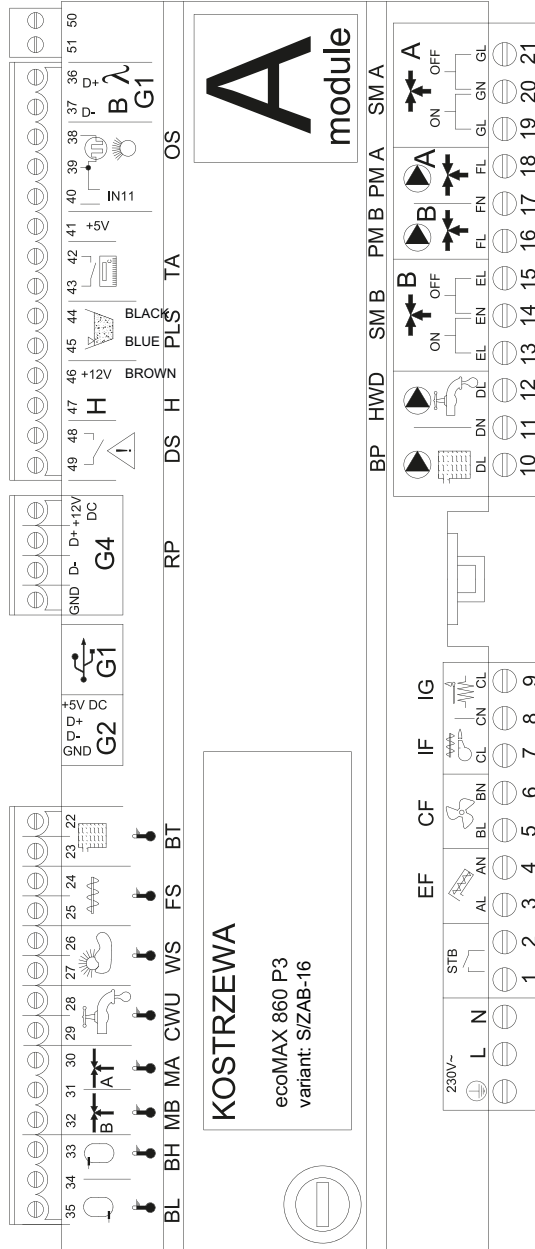 50
51
36 D+
37 D-
B λ
G1
38
39
40 IN11
OS
41 +5V
42
43
TA
44 BLACK
45 BLUE
PLS
46 +12V BROWN
47 H
H
48
49
DS
+12V
DC
D+
D-
GND
G4
RP
G1
+5V DC
D+
D-
GND
G2
22
23
BT
24
25
FS
26
27
WS
28
29
CWU
30
31
A
MA
32
B
MB
33
34
BH
35
BL
A
module
KOSTRZEWA
ecoMAX 860 P3
variant: S/ZAB-16
SM A
A
ON
OFF
GL
GN
GL
21
20
19
PM A
A
FL
18
FN
17
PM B
B
FL
16
SM B
B
ON
OFF
EL
EN
EL
15
14
13
HWD
DL
12
DN
11
BP
DL
10
IG
CL
9
CN
8
IF
CL
7
CF
BN
6
BL
5
EF
AN
4
AL
3
STB
2
1
230V~
L
N